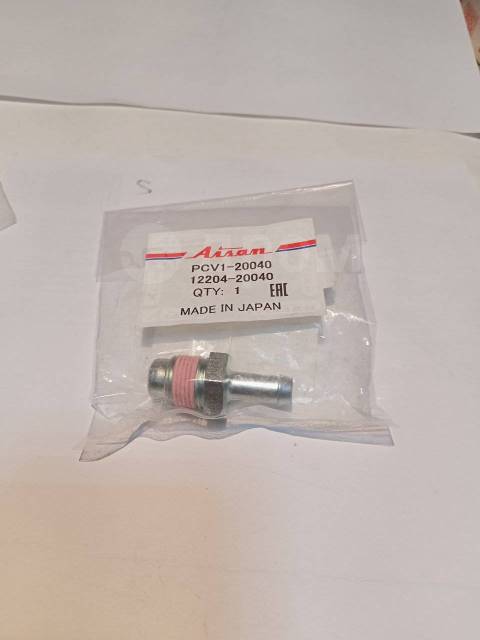 Aisan
PCV1-20040
12204-20040
QTY: 1 EAC
MADE IN JAPAN